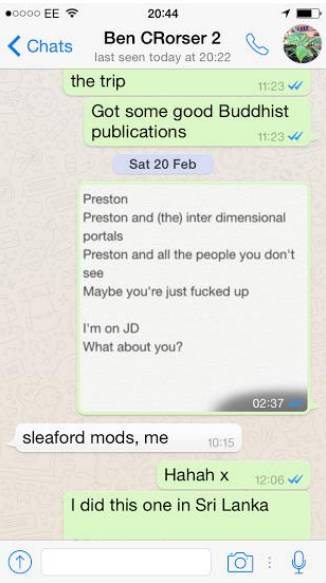 EE 20:44
Chats Ben CRorser 2
last seen today at 20:22
the trip
11:23
Got some good Buddhist
publications
11:23
Sat 20 Feb
Preston
Preston and (the) inter dimensional
portals
Preston and all the people you don't
see
Maybe you're just fucked up
I'm on JD
What about you?
02:37
sleaford mods, me
10:15
Hahah x
12:06
I did this one in Sri Lanka